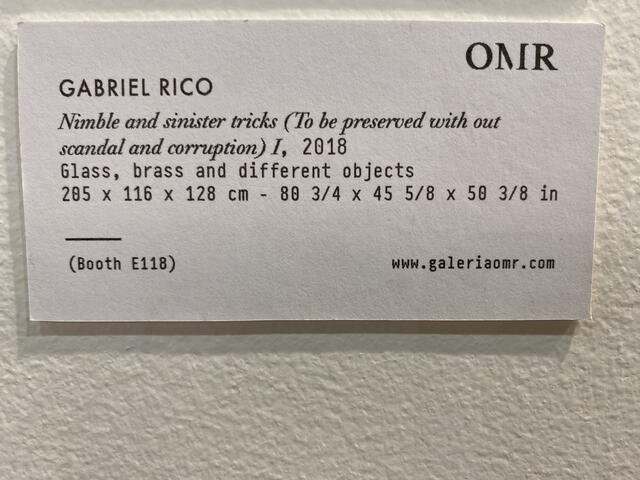 OMR
GABRIEL RICO
Nimble and sinister tricks (To be preserved with out
scandal and corruption) I, 2018
Glass, brass and different objects
205 x 116 x 128 cm - 80 3/4 x 45 5/8 x 50 3/8 in
(Booth E118)
www.galeriaomr.com